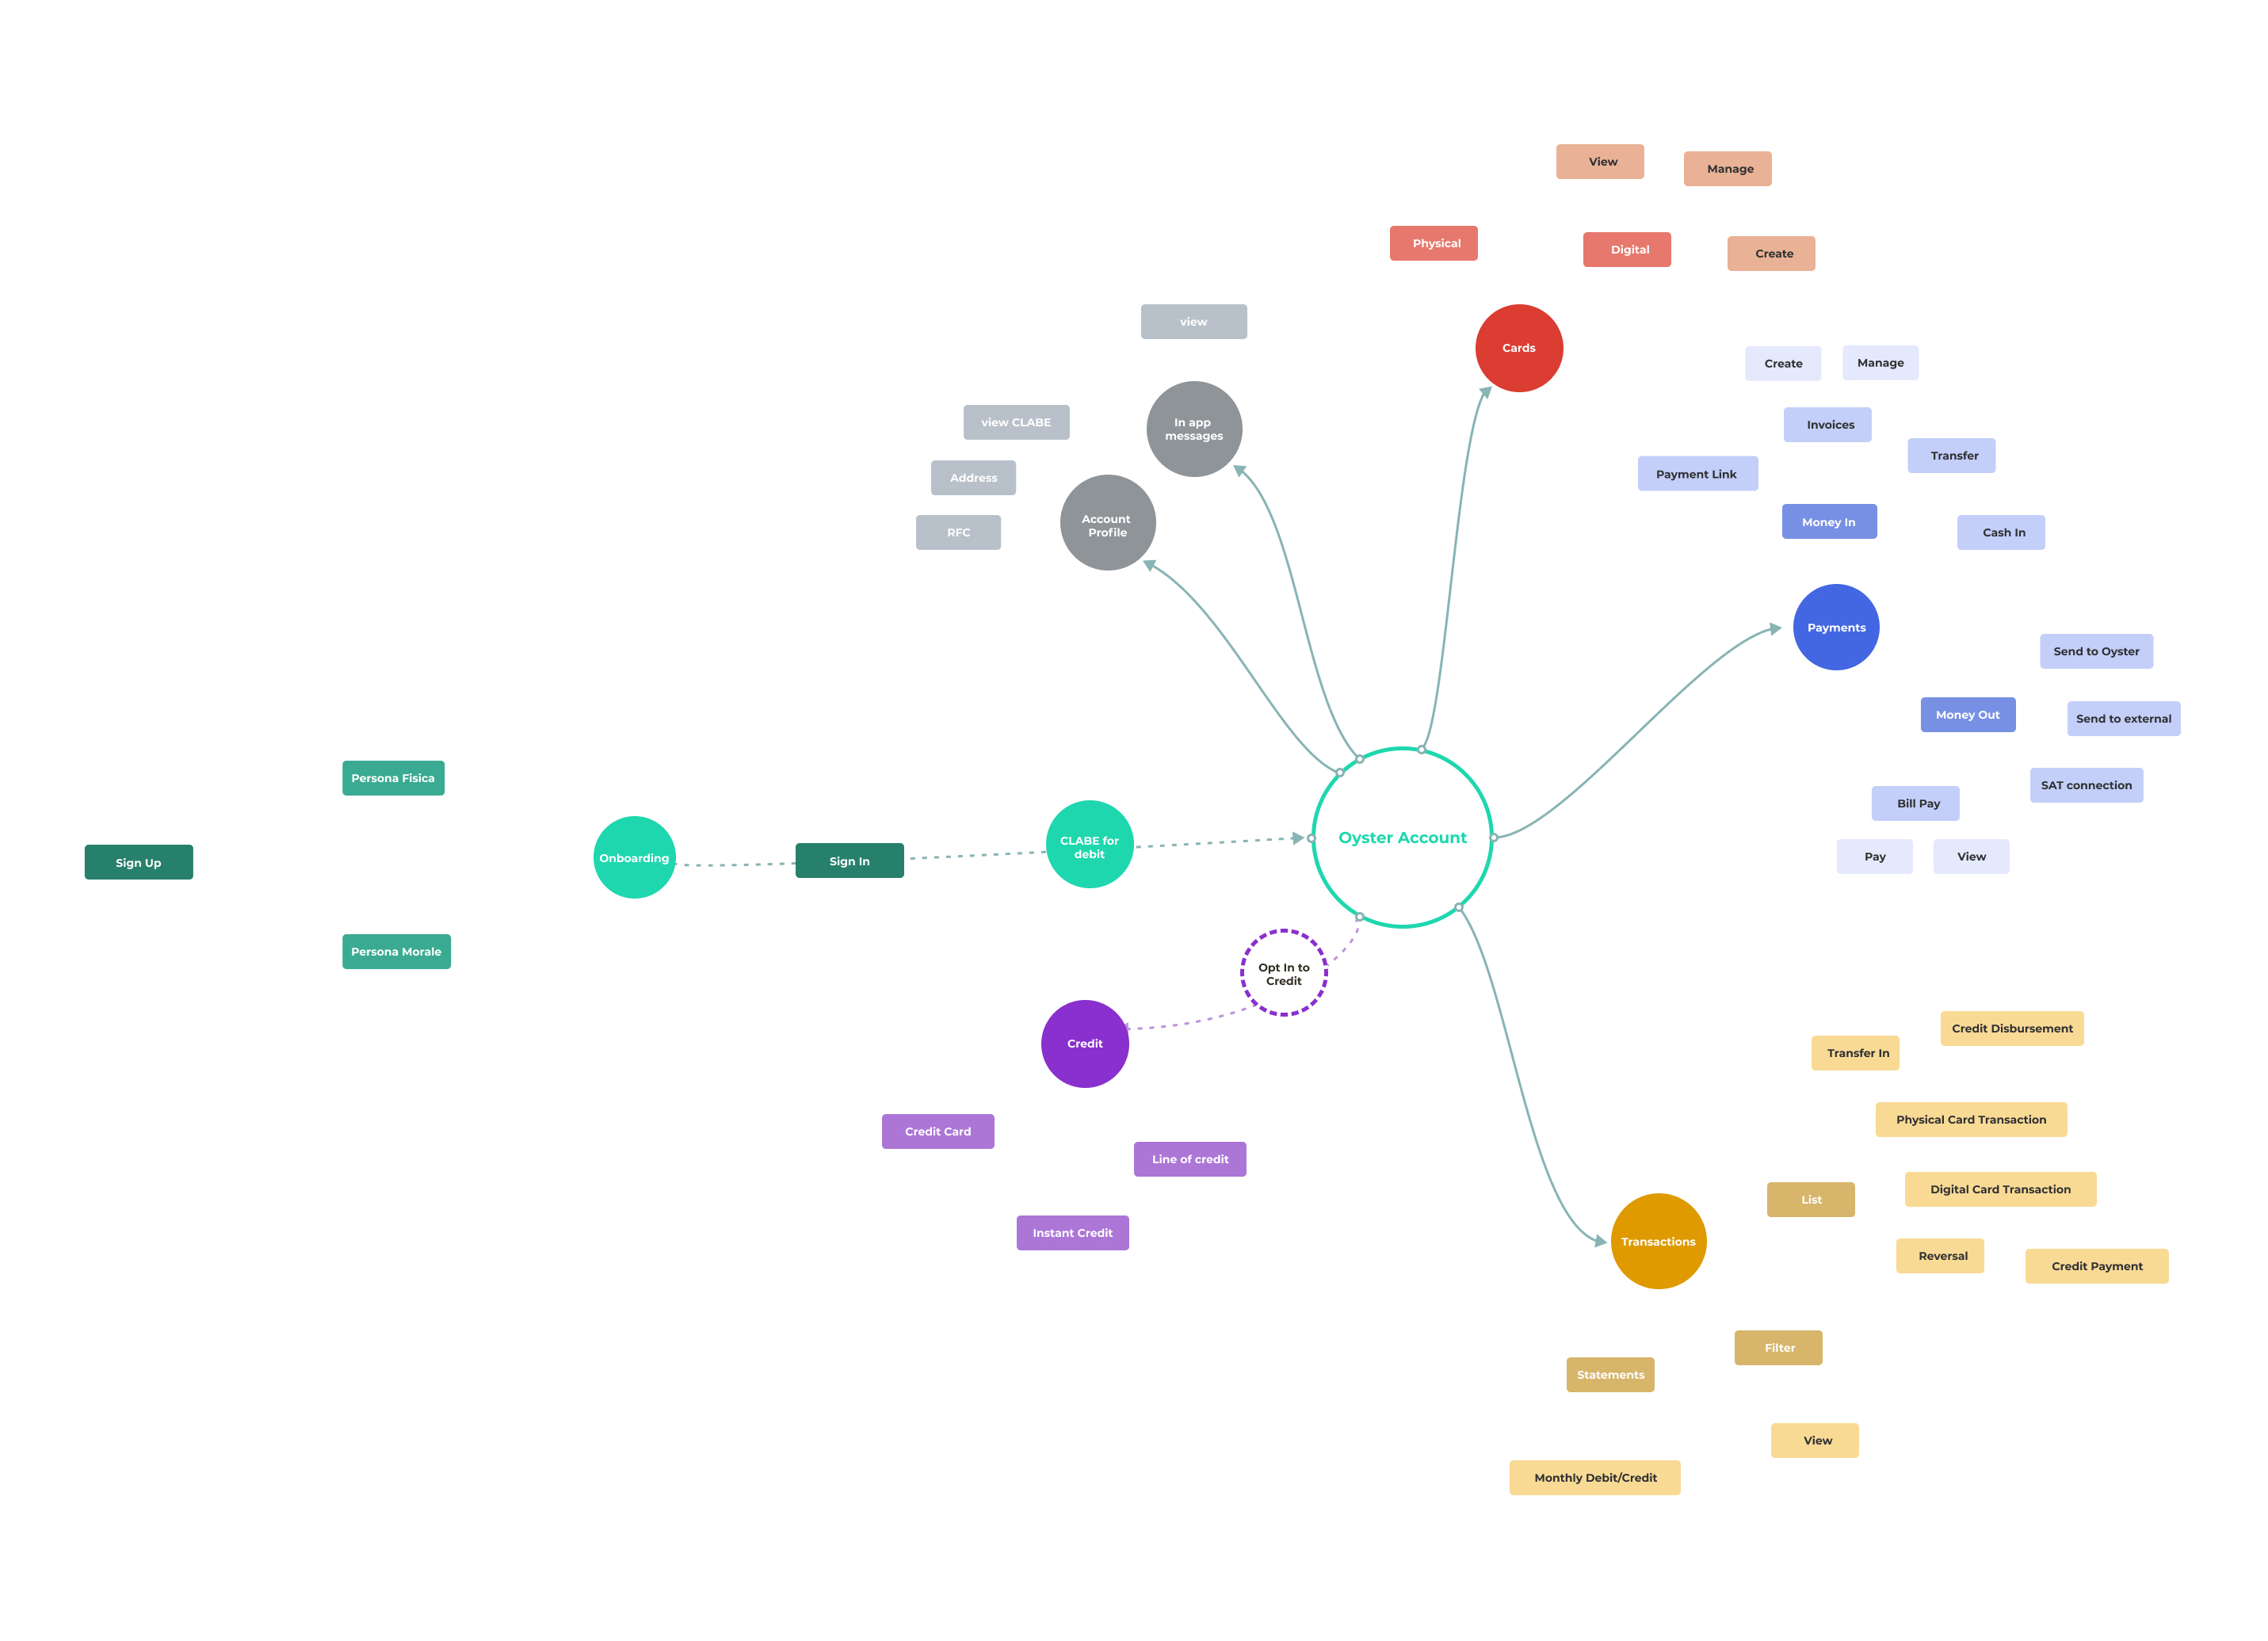 View
Manage
Physical
Digital
Create
view
Cards
Create
Manage
view CLABE
In app
messages
Invoices
Transfer
Address
Payment Link
RFC
Account
Profile
Money In
Cash In
Payments
Send to Oyster
Money Out
Send to external
Persona Fisica
SAT connection
Bill Pay
Sign Up
Onboarding
Sign In
CLABE for
debit
Oyster Account
Pay
View
Persona Morale
Opt In to
Credit
Credit
Credit Disbursement
Transfer In
Credit Card
Physical Card Transaction
Line of credit
Digital Card Transaction
List
Instant Credit
Transactions
Reversal
Credit Payment
Filter
Statements
View
Monthly Debit/Credit